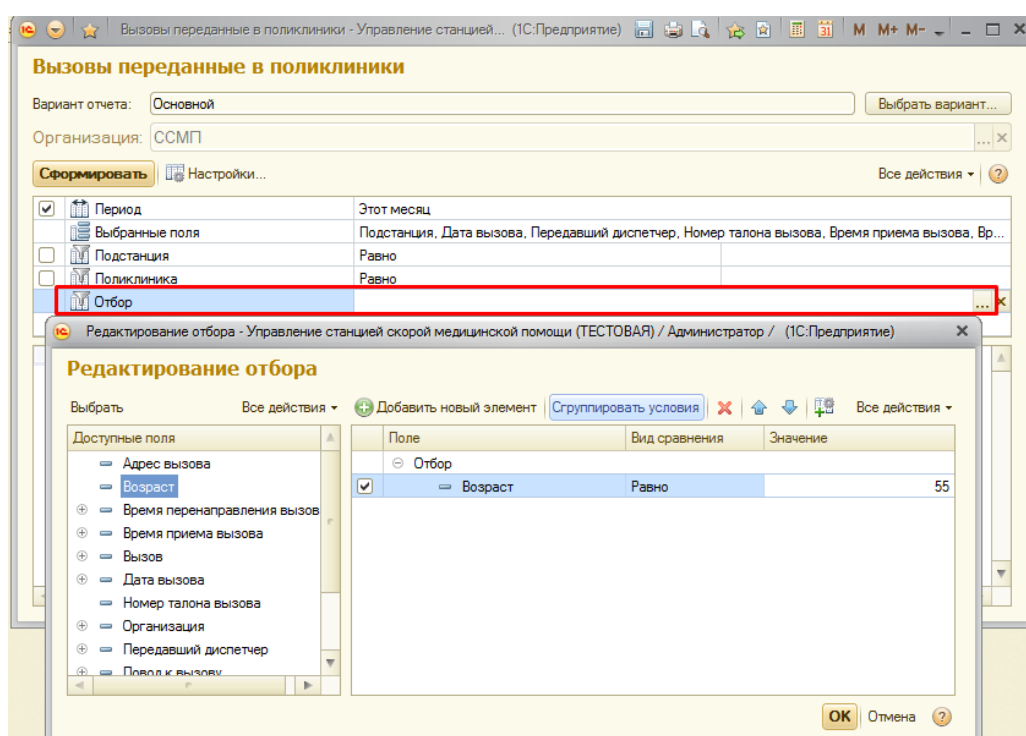 Вызовы переданные в поликлиники - Управление станцией... (1С:Предприятие) 31 M M+ M-
Вызовы переданные в поликлиники
Вариант отчета: Основной Выбрать вариант...
Организация: ССМП ... ×
Сформировать Настройки... Все действия ?
Период Этот месяц
Выбранные поля Подстанция, Дата вызова, Передавший диспетчер, Номер талона вызова, Время приема вызова, Вр...
Подстанция Равно
Поликлиника Равно
Отбор ... ×
Редактирование отбора - Управление станцией скорой медицинской помощи (ТЕСТОВАЯ) / Администратор / (1С:Предприятие)
Редактирование отбора
Выбрать Все действия Добавить новый элемент Сгруппировать условия Все действия
Доступные поля Поле Вид сравнения Значение
Адрес вызова Отбор
Возраст Возраст Равно 55
Время перенаправления вызов
Время приема вызова
Вызов
Дата вызова
Номер талона вызова
Организация
Передавший диспетчер
Повод к вызову
OK Отмена ?